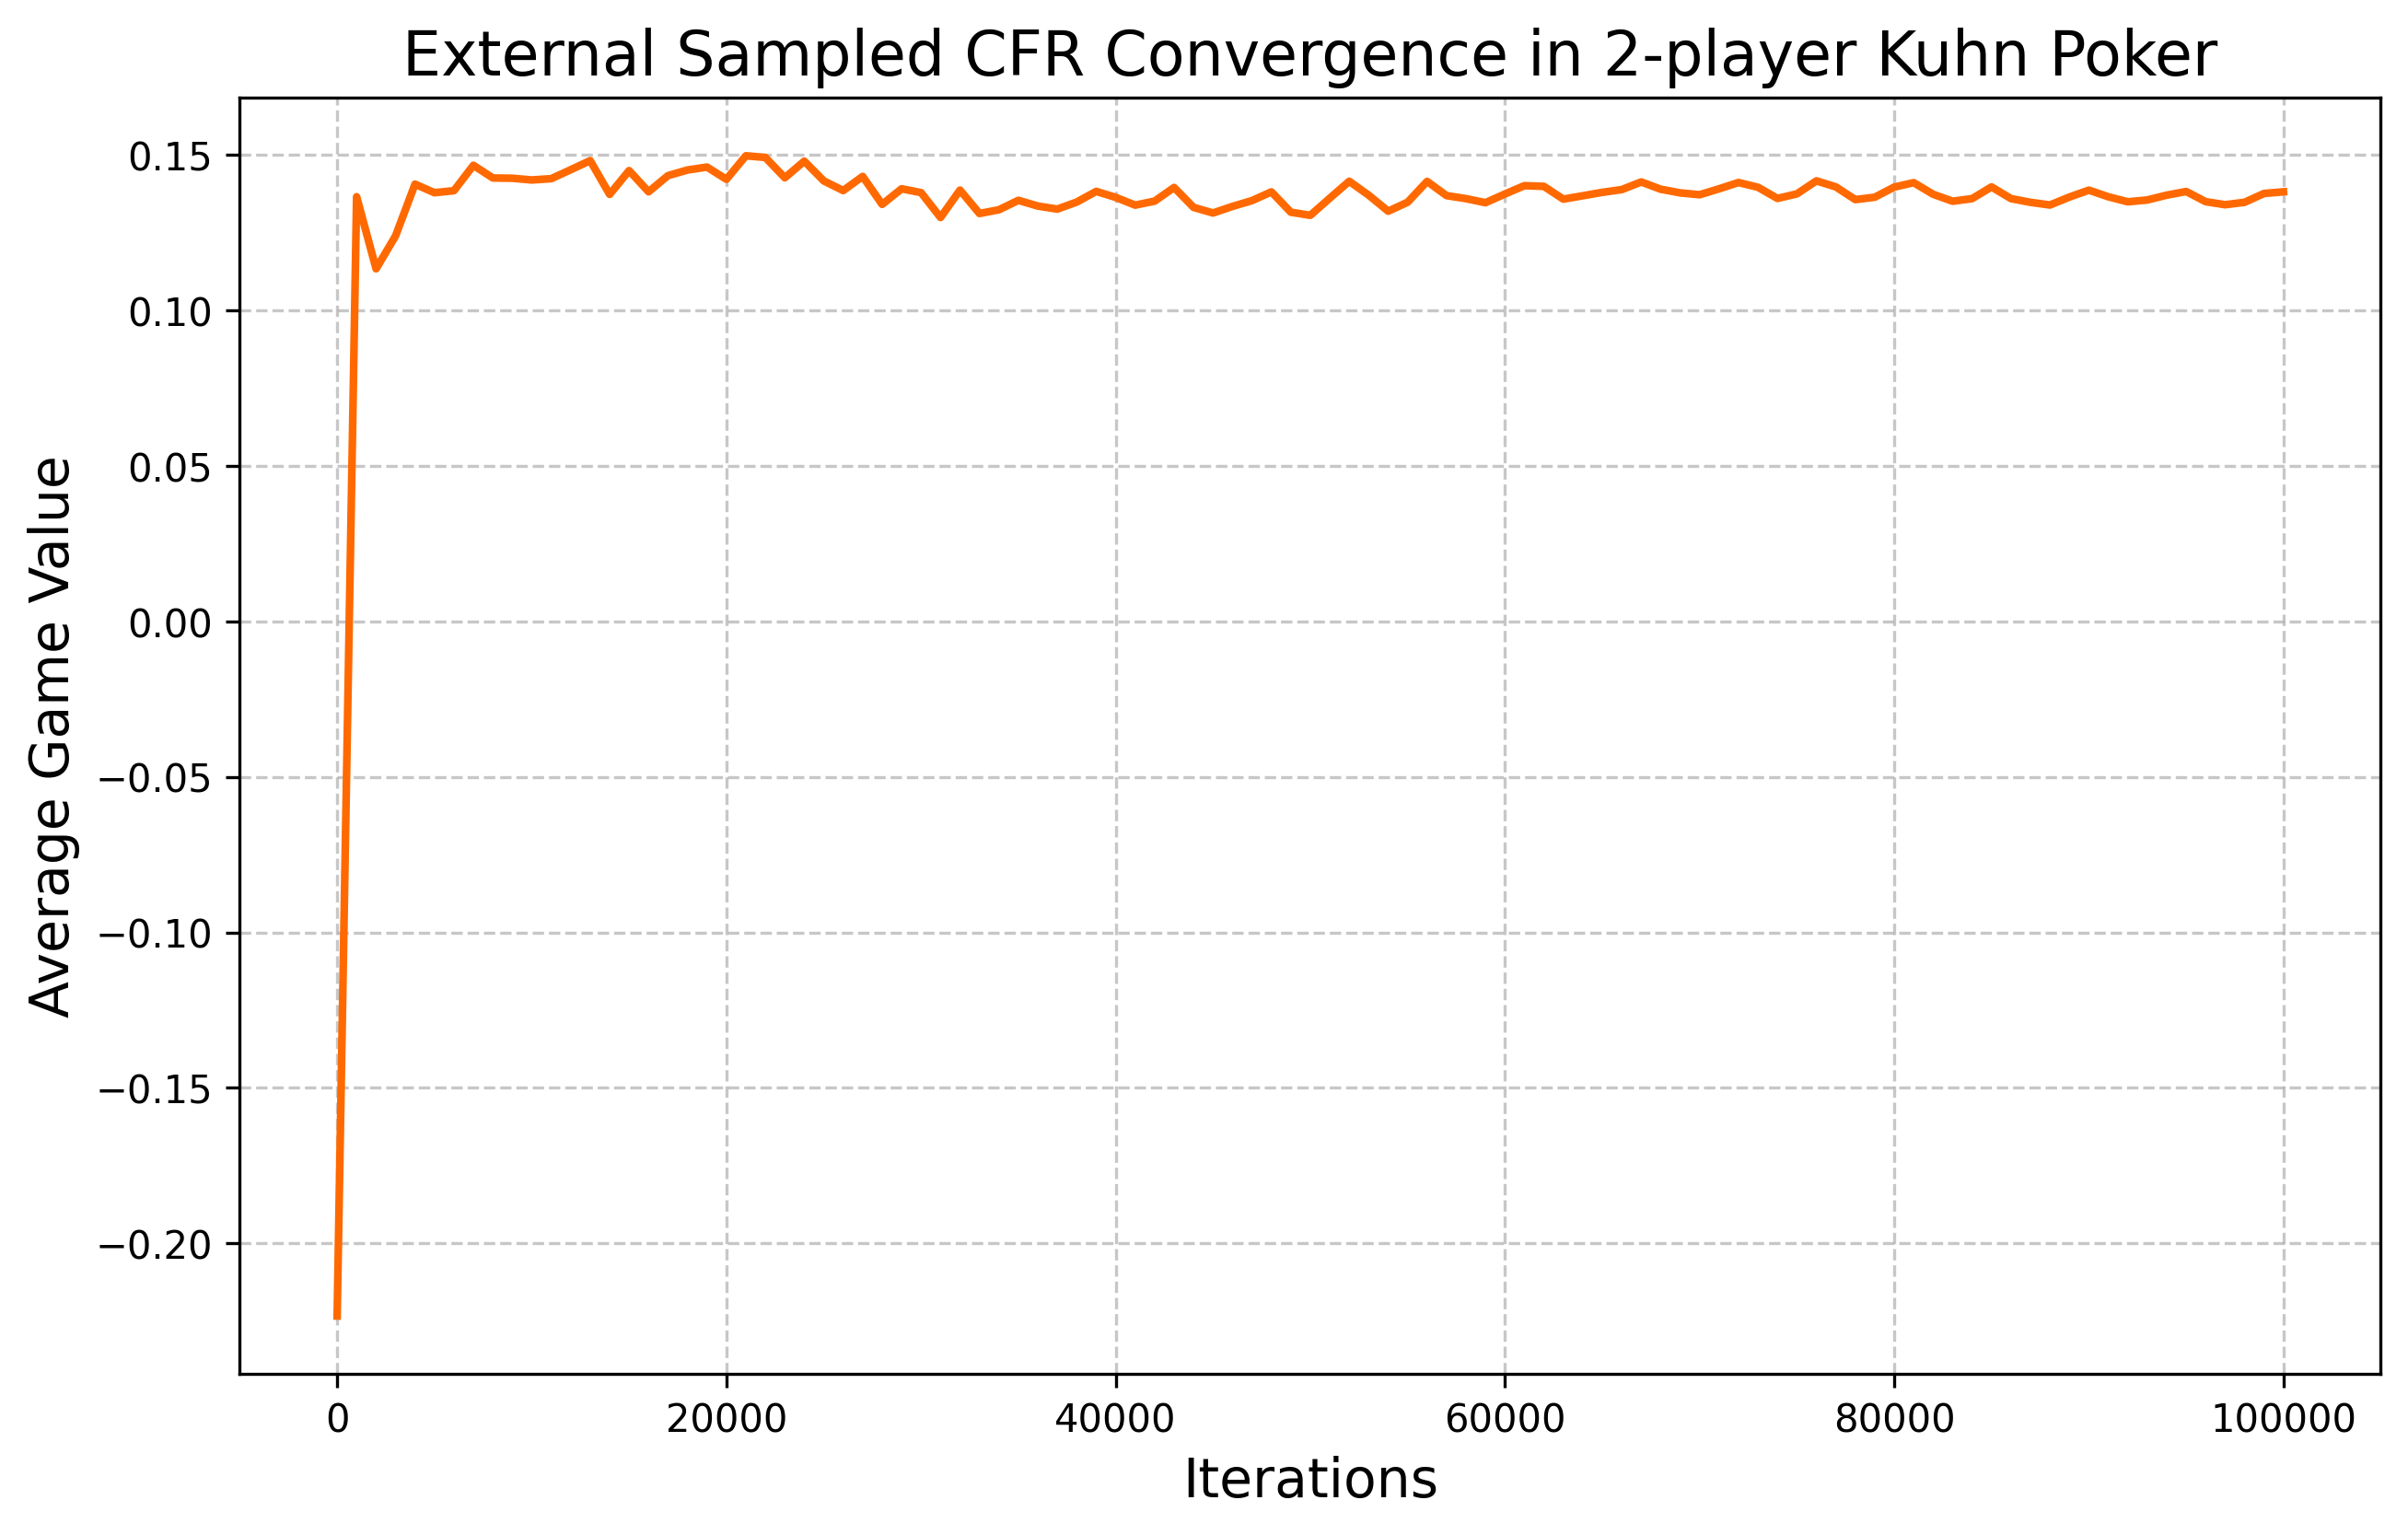 External Sampled CFR Convergence in 2-player Kuhn Poker
Average Game Value
0.15
0.10
0.05
0.00
−0.05
−0.10
−0.15
−0.20
0 20000 40000 60000 80000 100000
Iterations